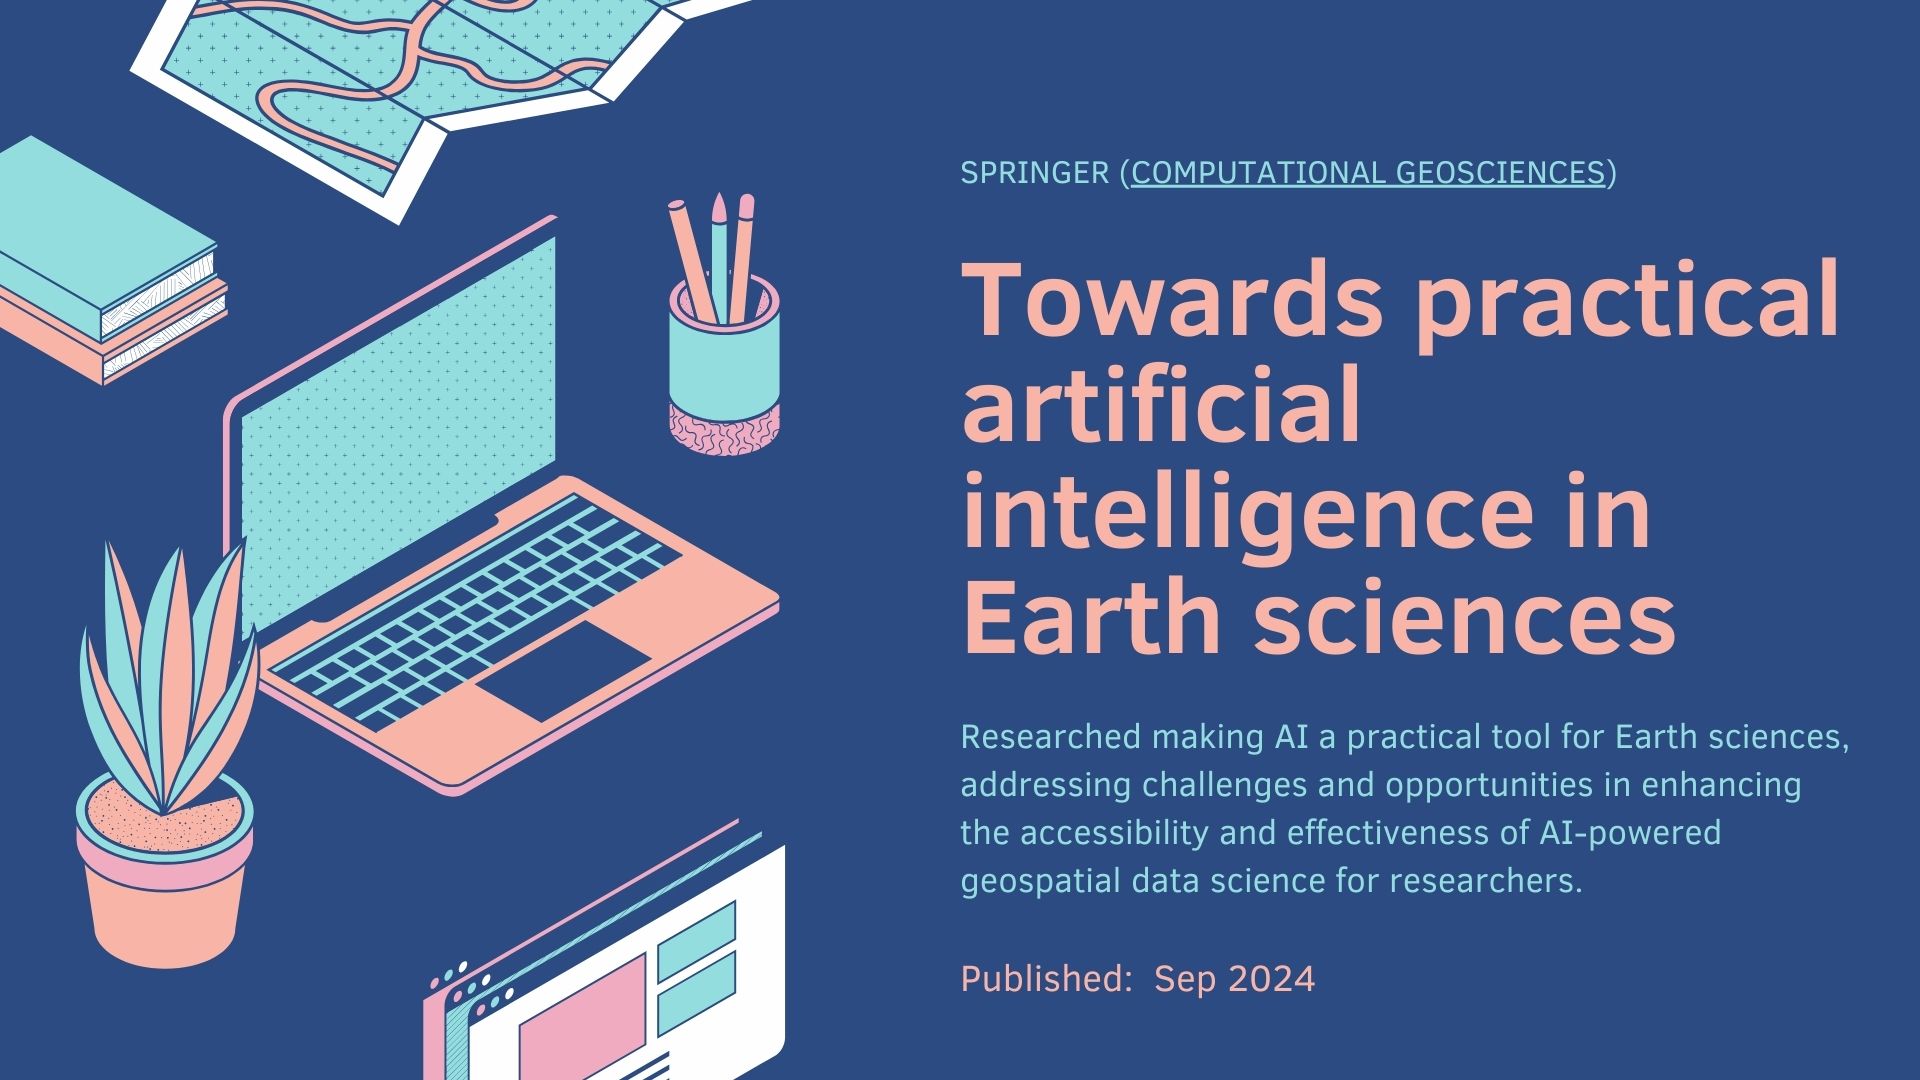 SPRINGER (COMPUTATIONAL GEOSCIENCES)
Towards practical
artificial
intelligence in
Earth sciences
Researched making AI a practical tool for Earth sciences,
addressing challenges and opportunities in enhancing
the accessibility and effectiveness of AI-powered
geospatial data science for researchers.
Published: Sep 2024